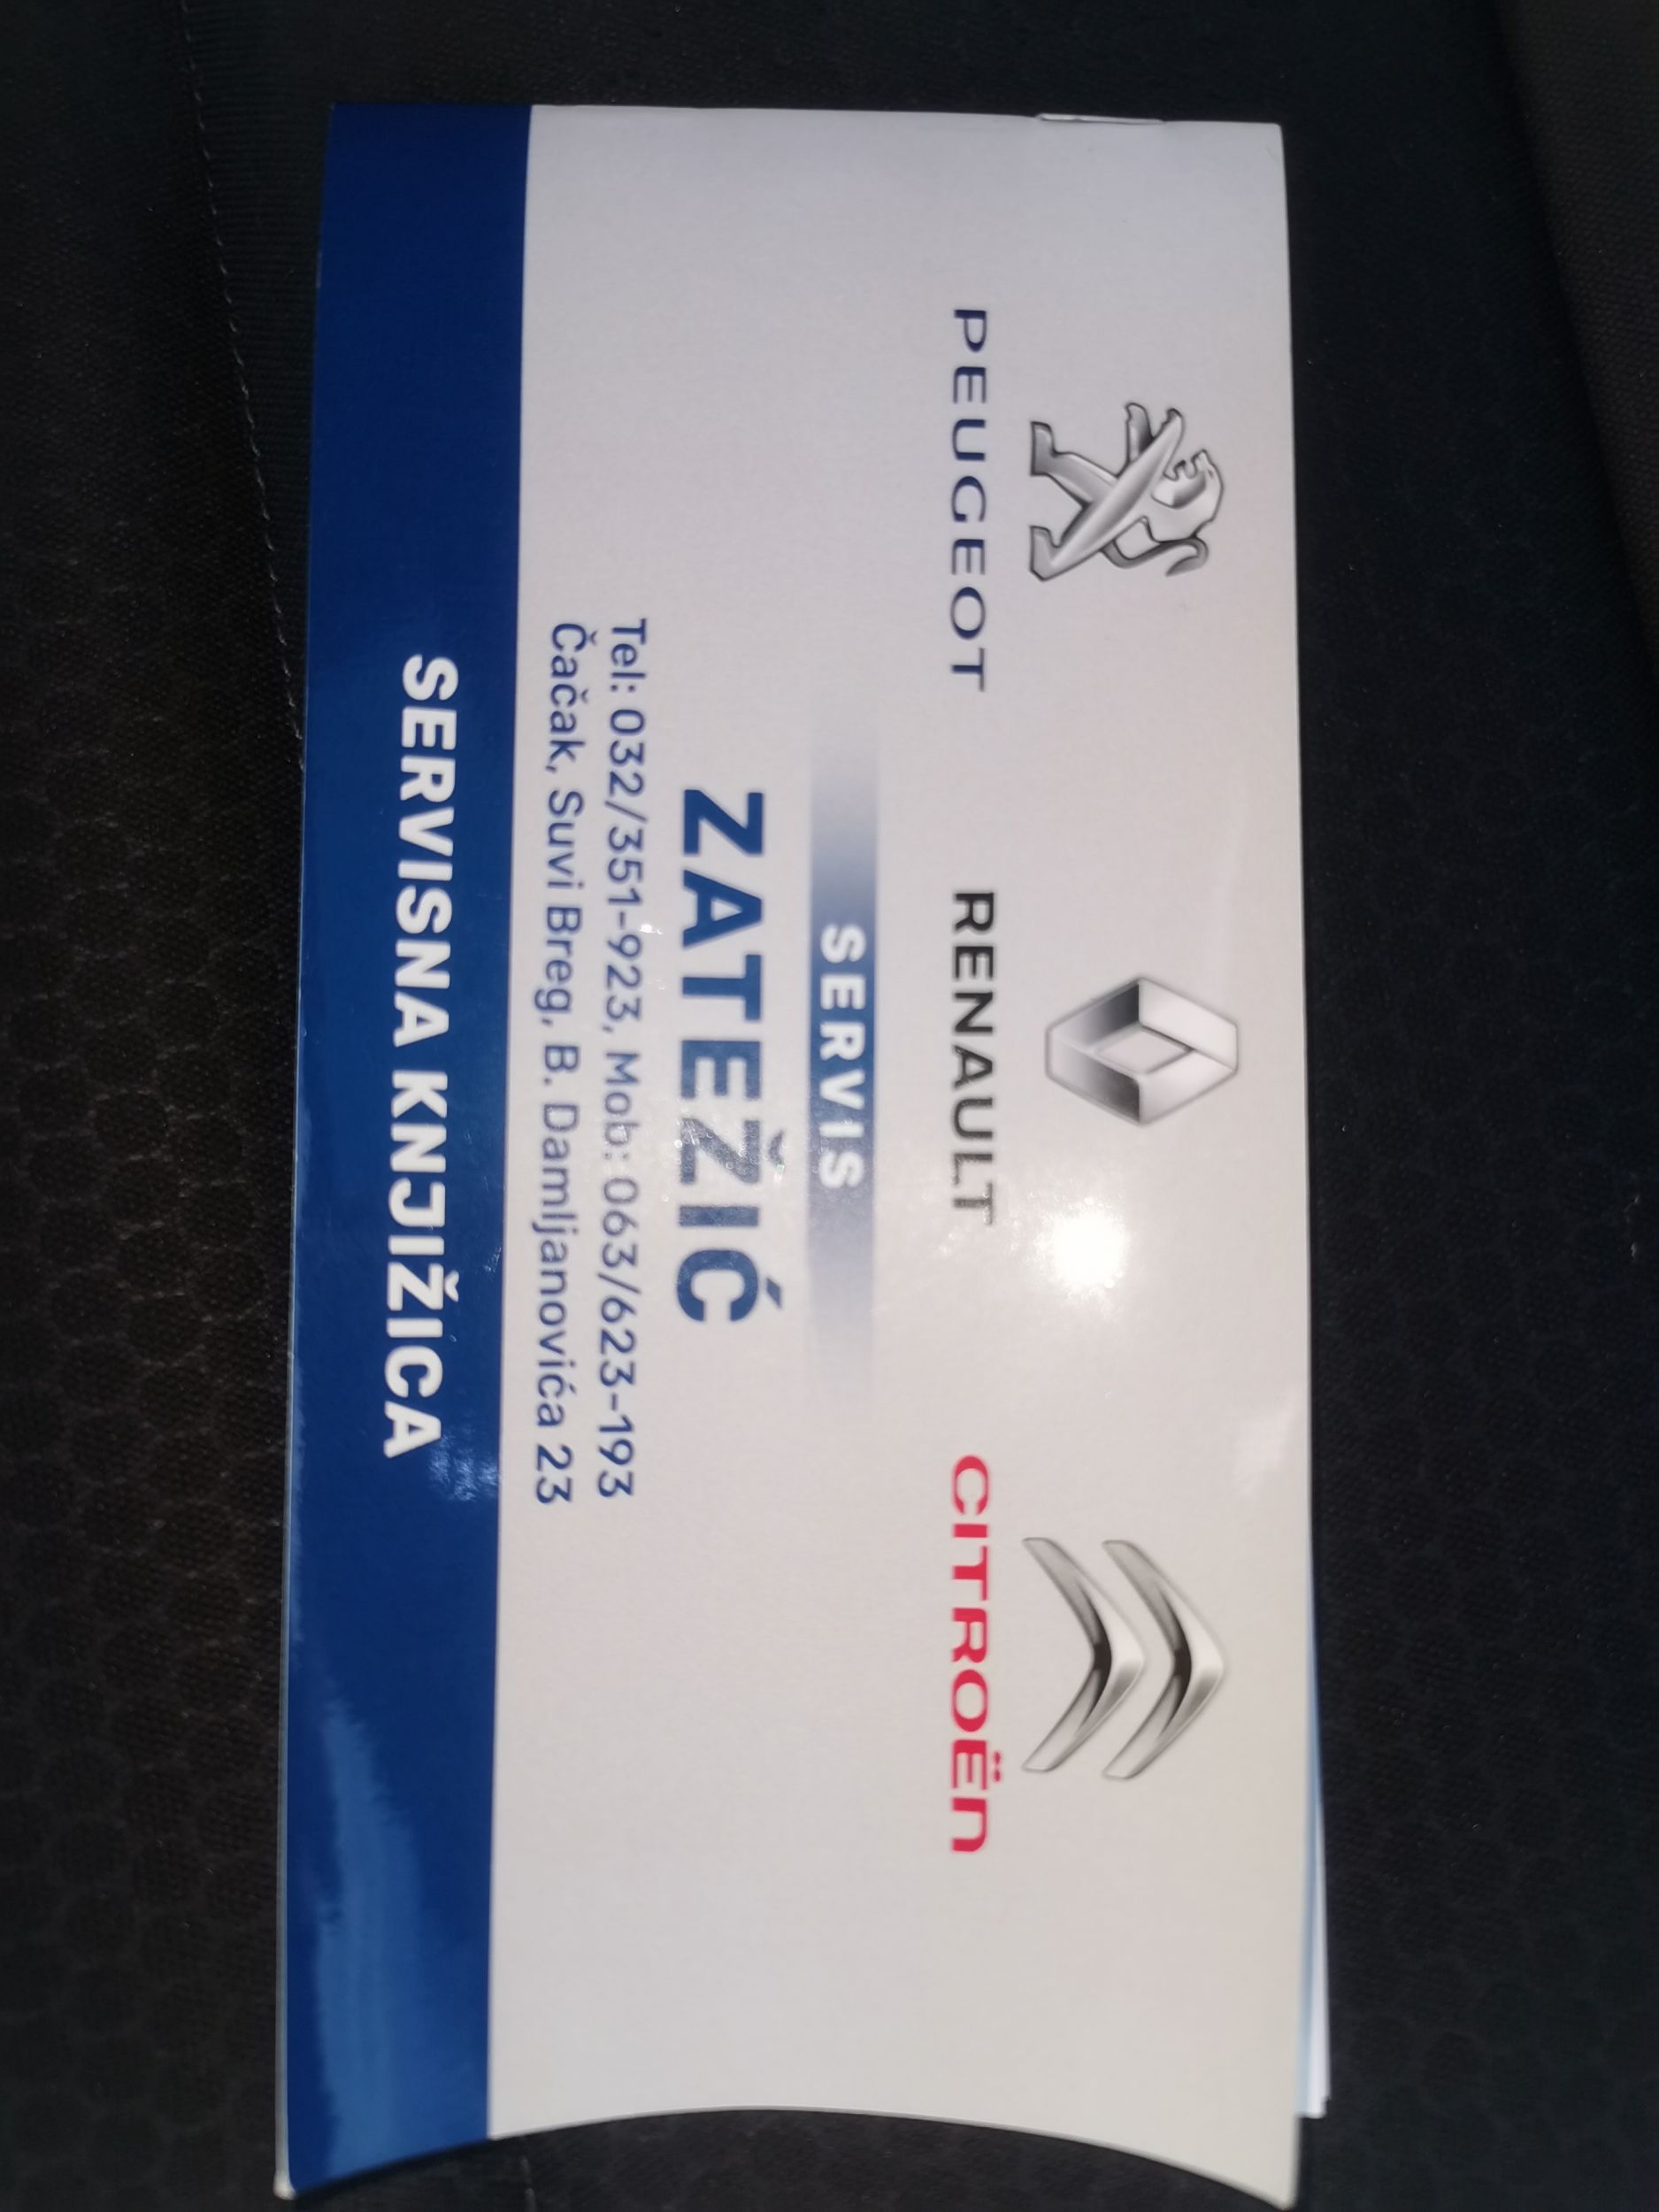 PEUGEOT RENAULT CITROËN
SERVIS
ZATEŽIĆ
Tel: 032/351-923, Mob: 063/623-193
Čačak, Suvi Breg, B. Damljanovića 23
SERVISNA KNJIŽICA